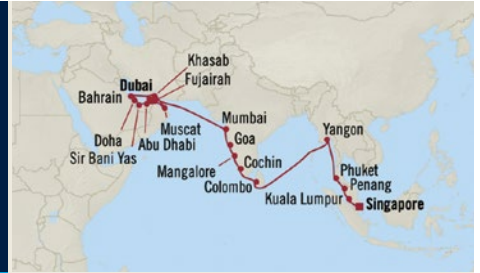 Khasab
Dubai
Fujairah
Bahrain
Muscat
Doha
Abu Dhabi
Sir Bani Yas
Mumbai
Goa
Mangalore
Cochin
Colombo
Yangon
Phuket
Penang
Kuala Lumpur
Singapore